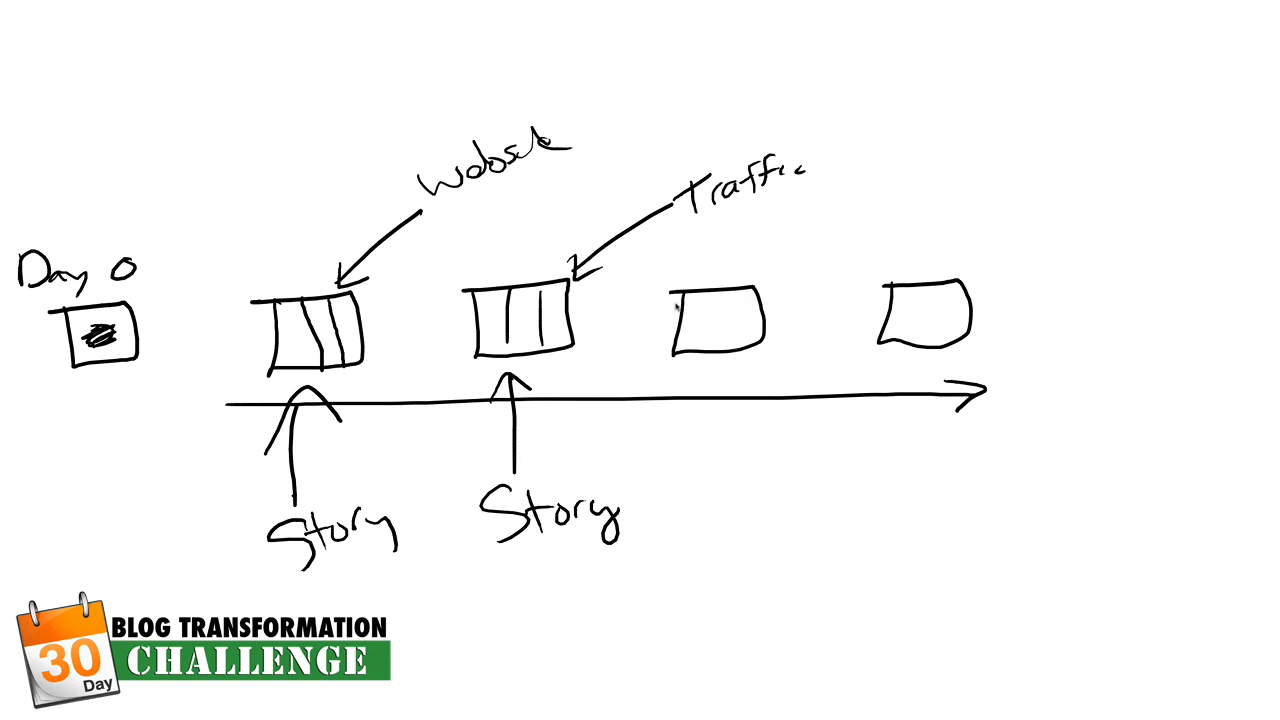 Website
Traffic
Day 0
Story
Story
30
Day
BLOG TRANSFORMATION
CHALLENGE